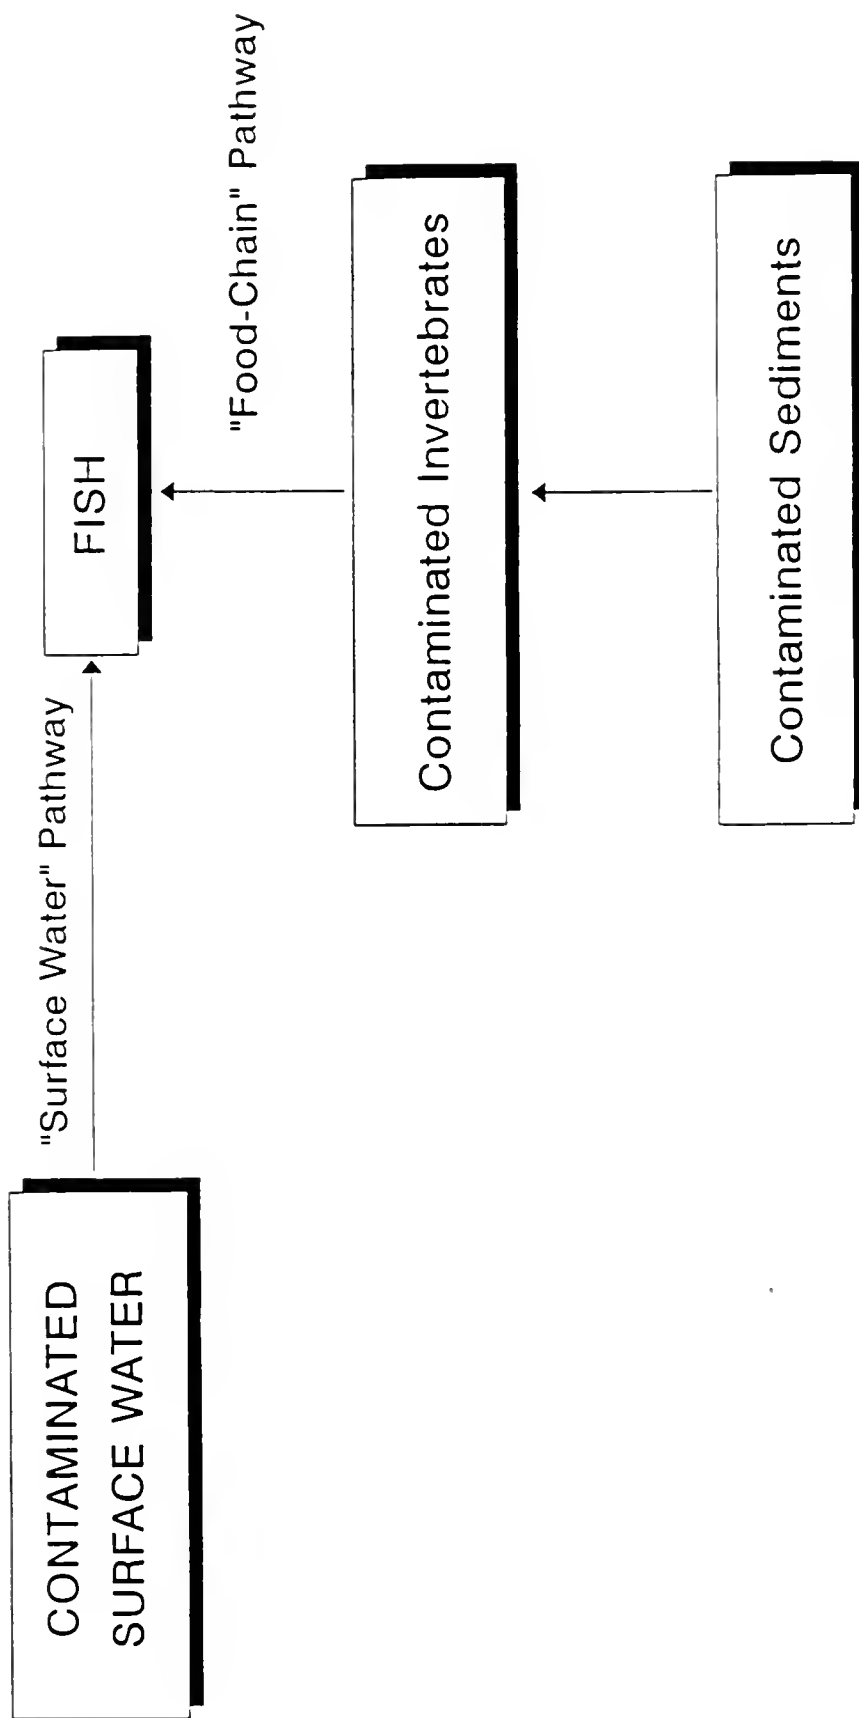 CONTAMINATED
SURFACE WATER
"Surface Water" Pathway
FISH
"Food-Chain" Pathway
Contaminated Invertebrates
Contaminated Sediments